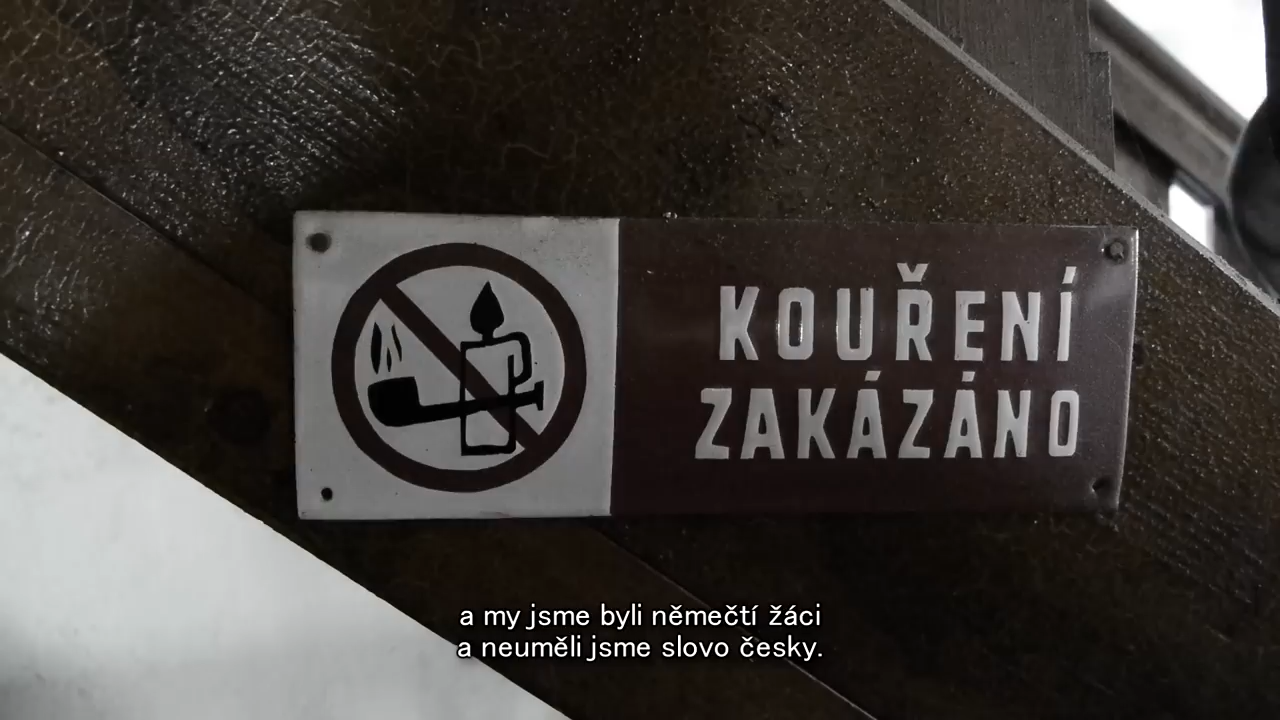 KOUŘENÍ
ZAKÁZÁNO
a my jsme byli němečtí žáci
a neuměli jsme slovo česky.